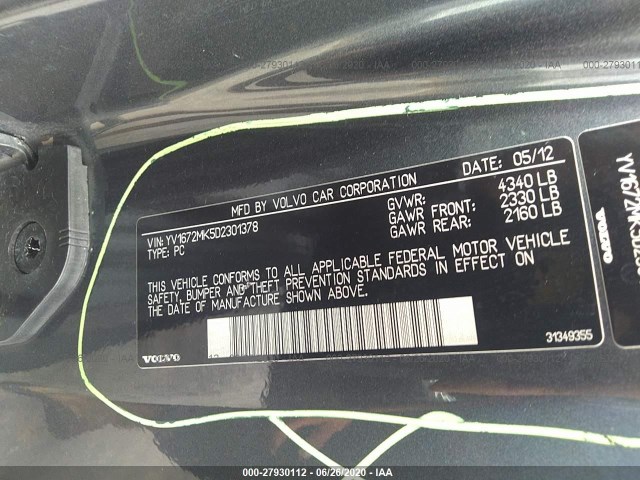 000-27930112 - 06/26/2020 - IAA
MFD BY VOLVO CAR CORPORATION DATE: 05/12
GVWR: 4340 LB
VIN: YV1672MK5D2301378 GAWR FRONT: 2330 LB
TYPE: PC GAWR REAR: 2160 LB
THIS VEHICLE CONFORMS TO ALL APPLICABLE FEDERAL MOTOR VEHICLE
SAFETY, BUMPER AND THEFT PREVENTION STANDARDS IN EFFECT ON
THE DATE OF MANUFACTURE SHOWN ABOVE.
VOLVO
31349355
VOLVO
000-27930112 - 06/26/2020 - IAA